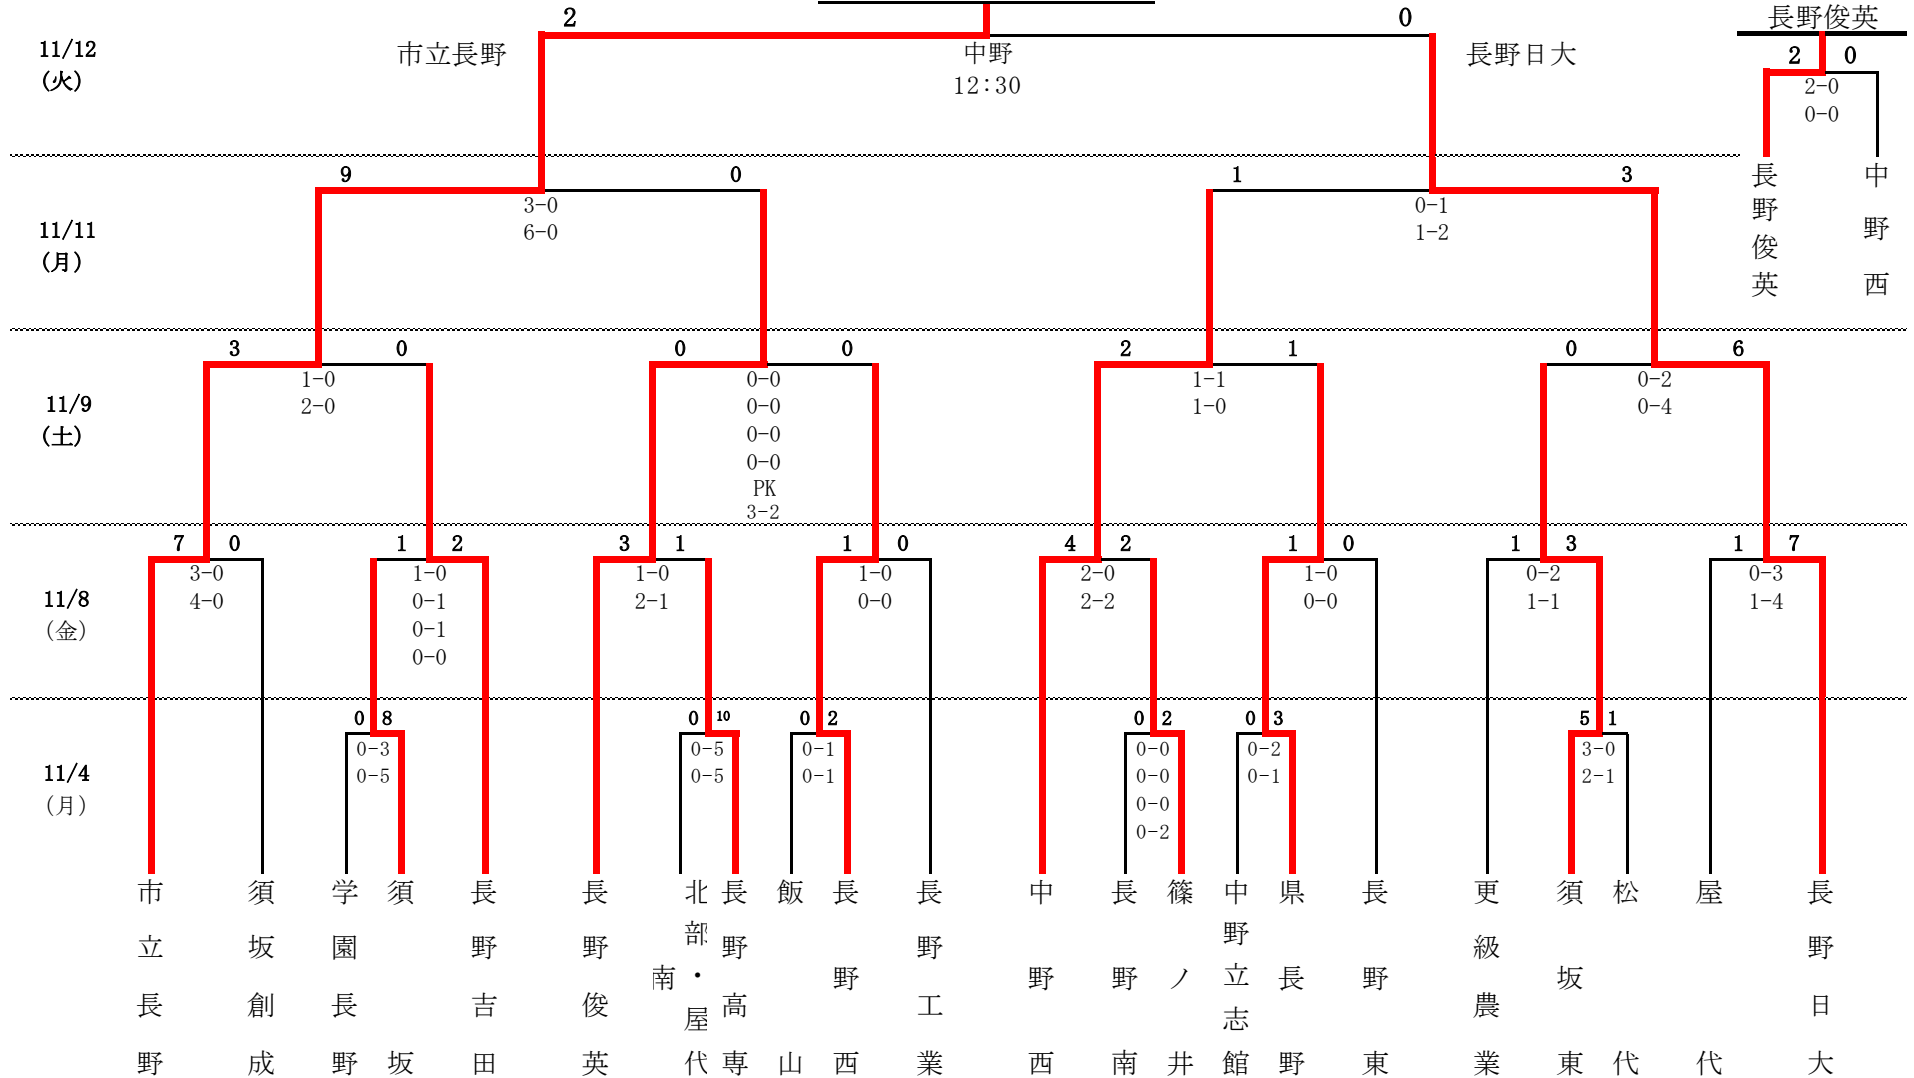 2 0 長野俊英
11/12 市立長野 中野 長野日大 2 0
(火) 12:30 2-0
0-0
9 0 1 3 長野俊英 中野西
3-0 0-1
11/11 6-0 1-2
(月)
3 0 0 0 2 1 0 6
1-0 0-0 1-1 0-2
11/9 2-0 0-0 1-0 0-4
(土) 0-0
0-0
PK
3-2
7 0 1 2 3 1 1 0 4 2 1 0 1 3 1 7
3-0 1-0 1-0 1-0 2-0 1-0 0-2 0-3
11/8 4-0 0-1 2-1 0-0 2-2 0-0 1-1 1-4
(金) 0-1
0-0
0 8 0 10 0 2 0 2 0 3 5 1
0-3 0-5 0-1 0-0 0-2 3-0
11/4 0-5 0-5 0-1 0-0 0-1 2-1
(月) 0-0
0-2
市立長野
須坂創成
学園長野
須坂
長野吉田
長野俊英
北部・屋代
南
長野高専
飯山
長野西
長野工業
中野西
長野南
篠ノ井
中野立志館
県長野
長野東
更級農業
須坂東
松代
屋代
長野日大